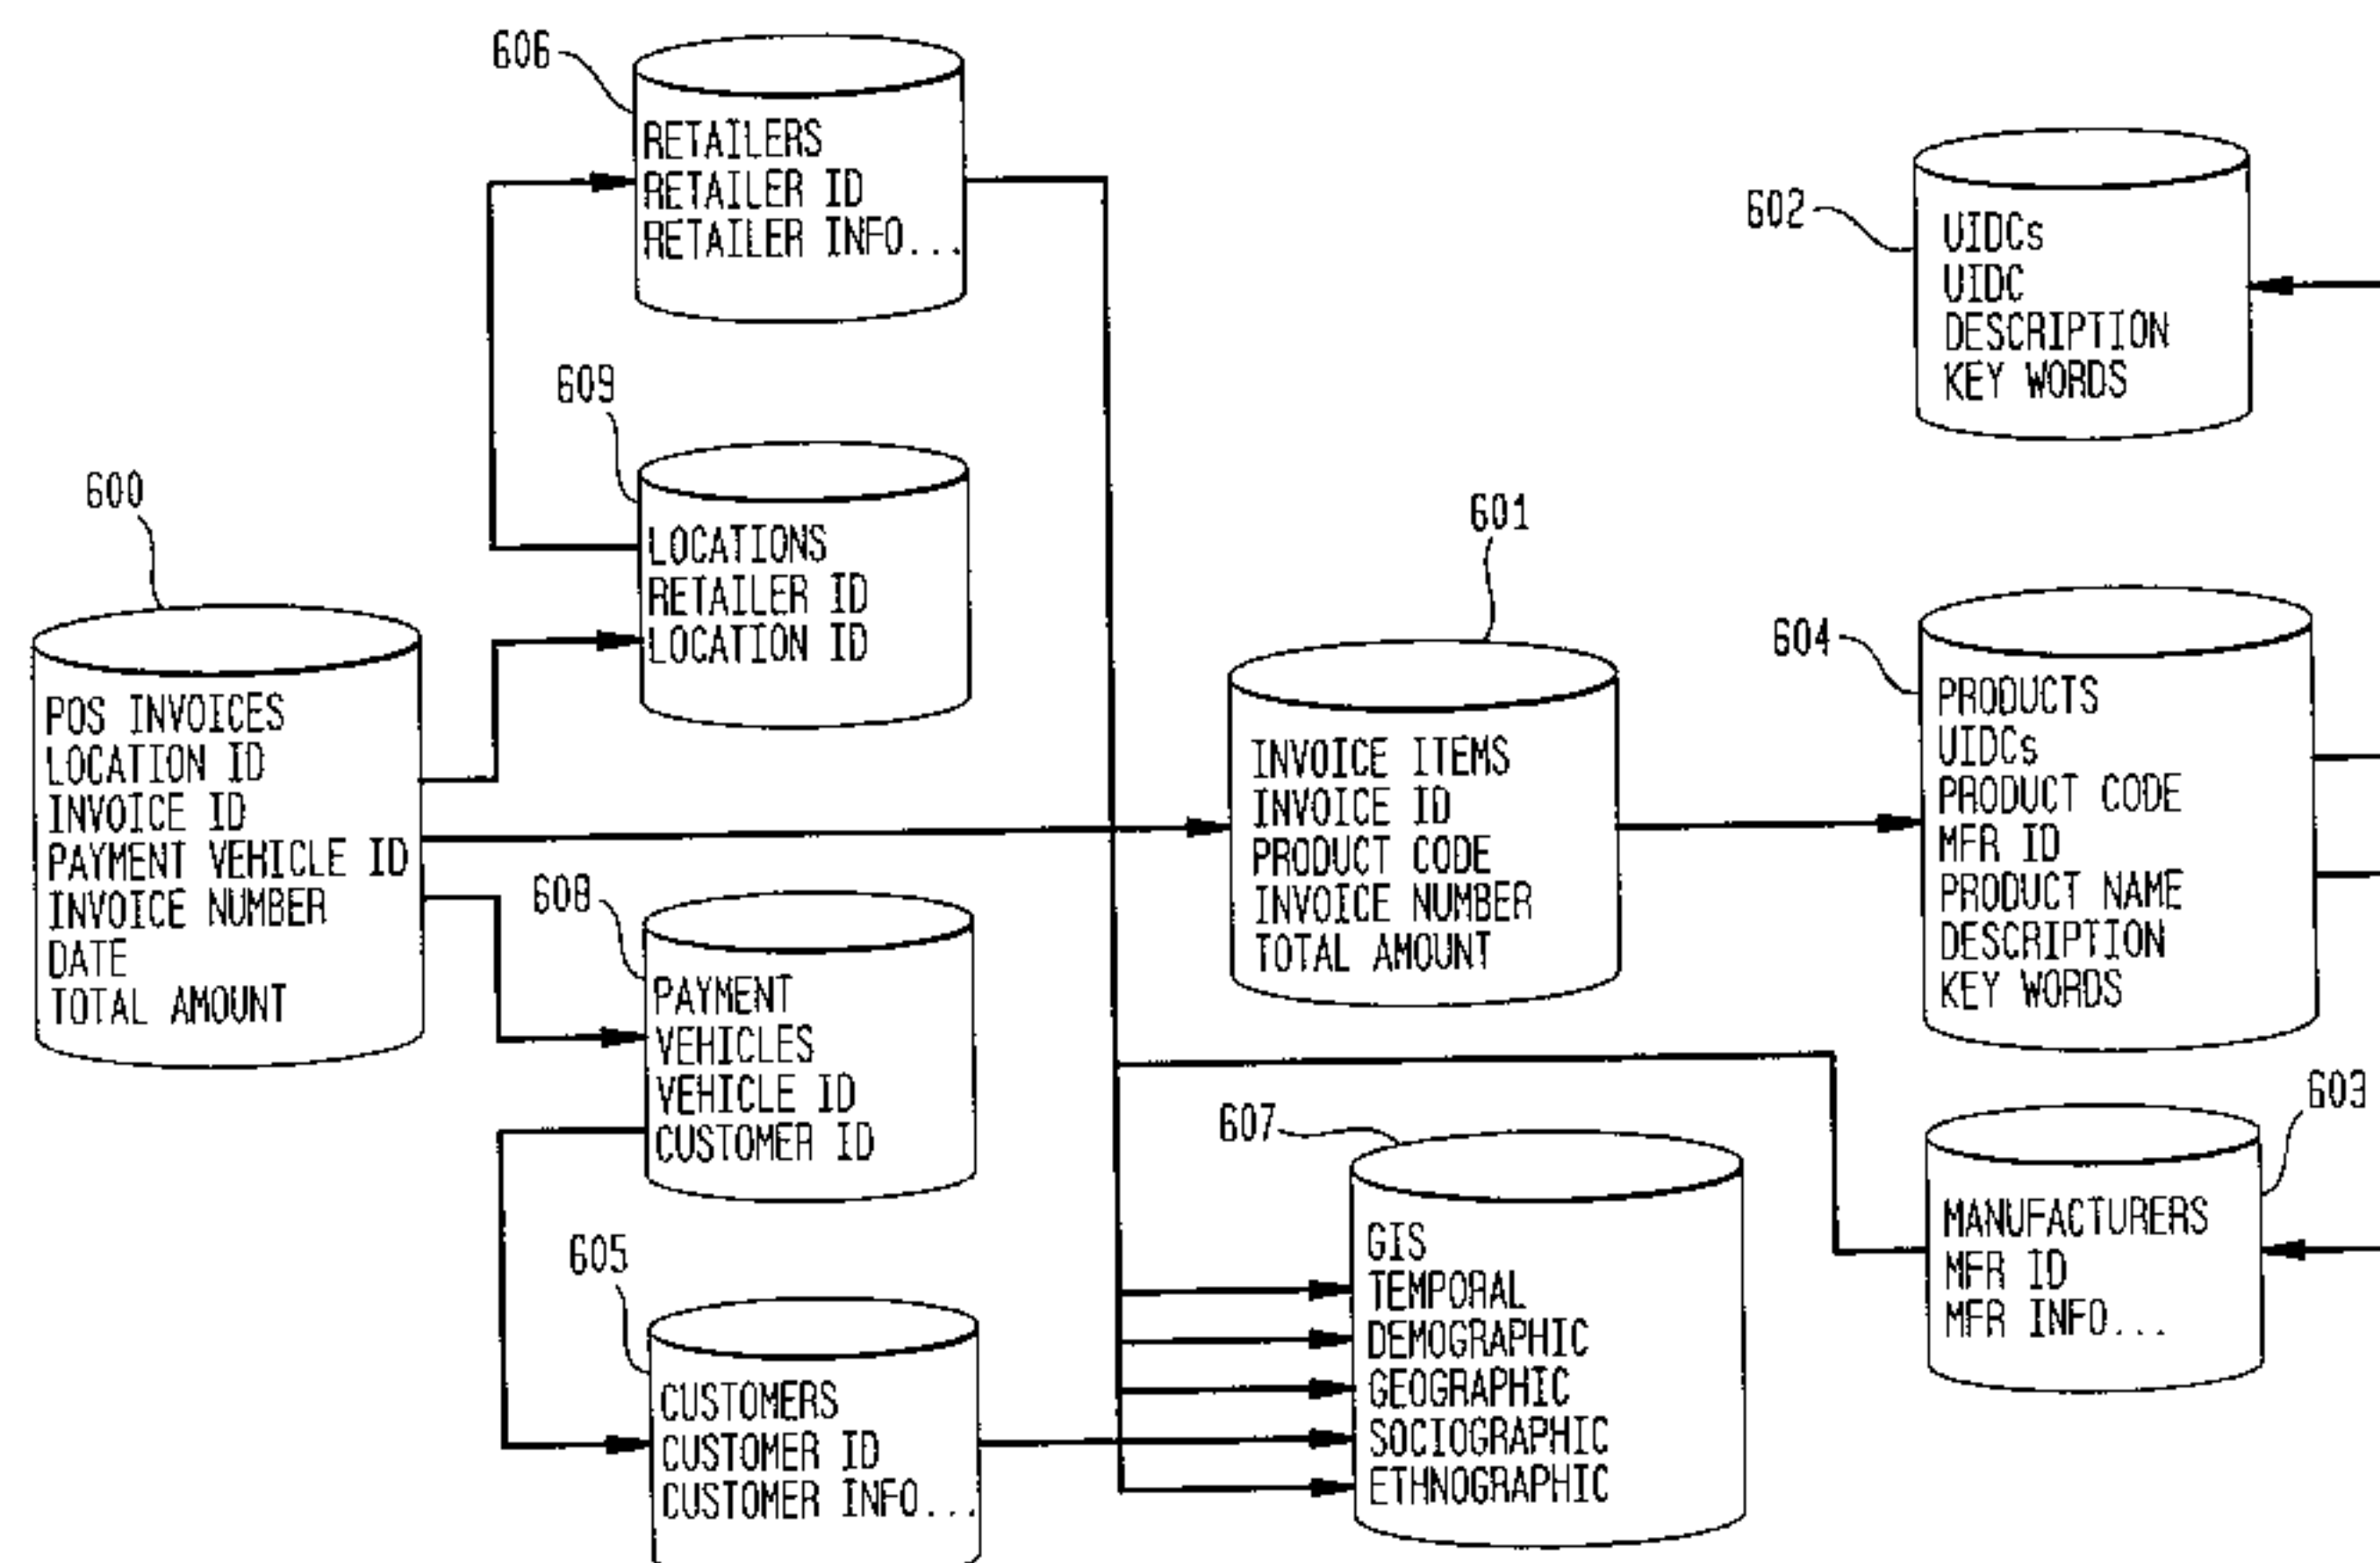 606
RETAILERS
RETAILER ID
RETAILER INFO...
609
LOCATIONS
RETAILER ID
LOCATION ID
600
POS INVOICES
LOCATION ID
INVOICE ID
PAYMENT VEHICLE ID
INVOICE NUMBER
DATE
TOTAL AMOUNT
608
PAYMENT
VEHICLES
VEHICLE ID
CUSTOMER ID
605
CUSTOMERS
CUSTOMER ID
CUSTOMER INFO...
601
INVOICE ITEMS
INVOICE ID
PRODUCT CODE
INVOICE NUMBER
TOTAL AMOUNT
607
GIS
TEMPORAL
DEMOGRAPHIC
GEOGRAPHIC
SOCIOGRAPHIC
ETHNOGRAPHIC
602
UIDCs
UIDC
DESCRIPTION
KEY WORDS
604
PRODUCTS
UIDCs
PRODUCT CODE
MFR ID
PRODUCT NAME
DESCRIPTION
KEY WORDS
603
MANUFACTURERS
MFR ID
MFR INFO...